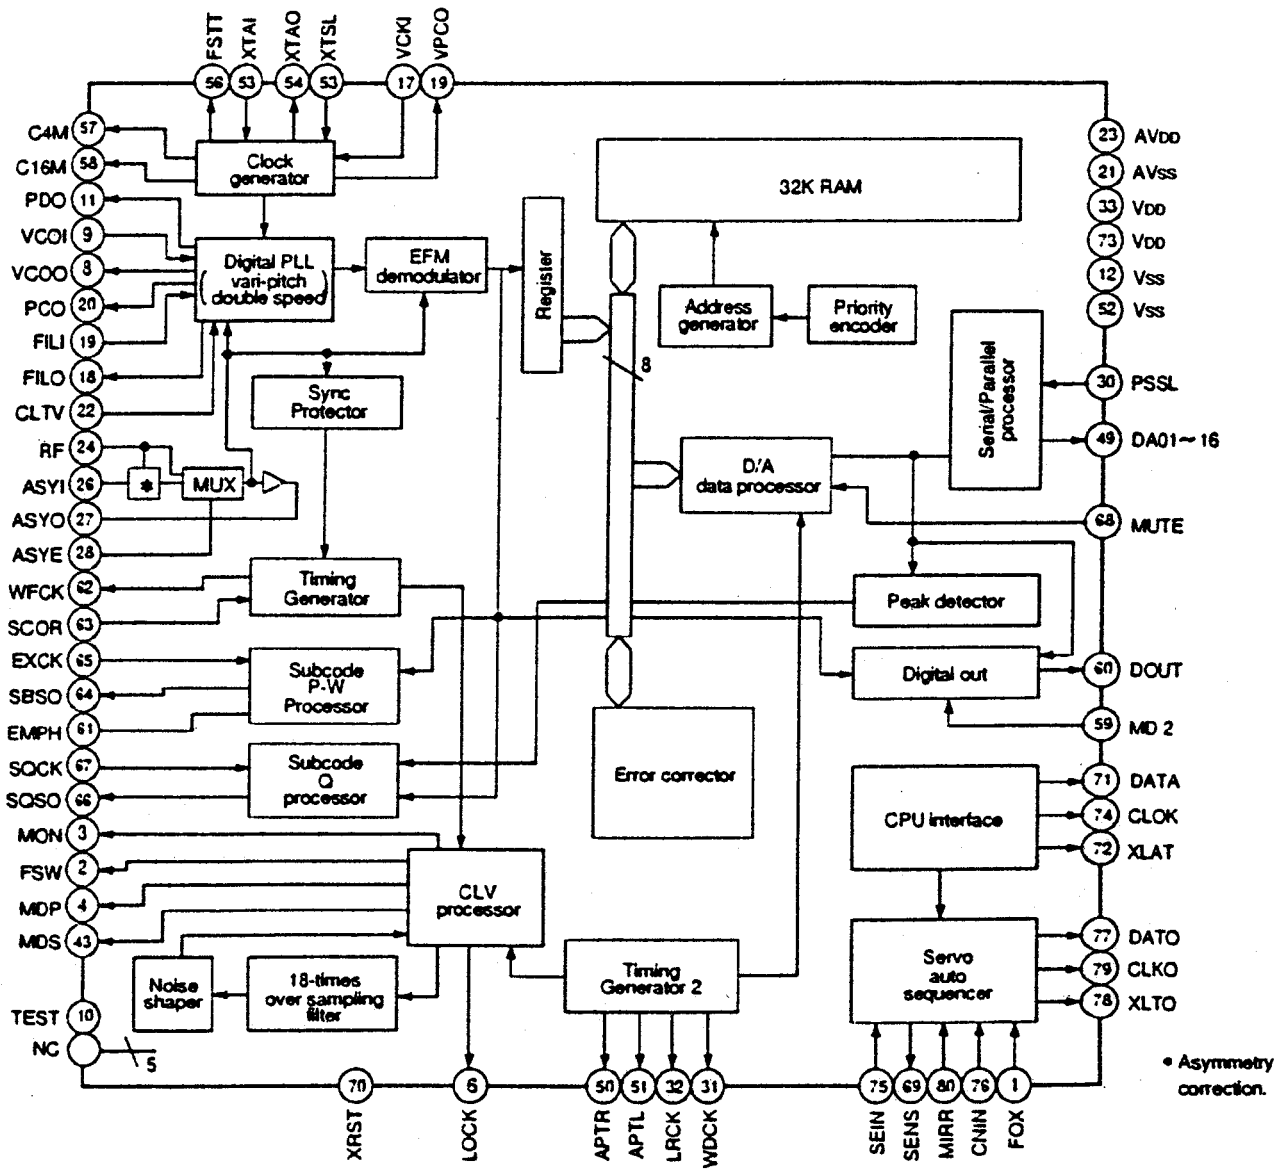 FSTT
XTAI
XTAO
XTSL
VCKI
VPCO
56
53
54
53
17
19
C4M 57
C16M 58
PDO 11
VCOI 9
VCOO 8
PCO 20
FILI 19
FILO 18
CLTV 22
RF 24
ASYI 26
ASYO 27
ASYE 28
WFCK 62
SCOR 63
EXCK 65
SBSO 64
EMPH 61
SQCK 67
SQSO 66
MON 3
FSW 2
MDP 4
MDS 43
TEST 10
NC
5
Clock
generator
Digital PLL
vari-pitch
double speed
EFM
demodulator
Sync
Protector
*
MUX
Timing
Generator
Subcode
P-W
Processor
Subcode
Q
processor
CLV
processor
Noise
shaper
18-times
over sampling
filter
Register
32K RAM
Address
generator
Priority
encoder
8
D/A
data processor
Serial/Parallel
processor
Peak detector
Digital out
Error corrector
CPU interface
Timing
Generator 2
Servo
auto
sequencer
23 AVDD
21 AVSS
33 VDD
73 VDD
12 VSS
52 VSS
30 PSSL
49 DA01~16
68 MUTE
60 DOUT
59 MD 2
71 DATA
74 CLOK
72 XLAT
77 DATO
79 CLKO
78 XLTO
70
6
50
51
32
31
75
69
80
76
1
XRST
LOCK
APTR
APTL
LRCK
WDCK
SEIN
SENS
MIRR
CNIN
FOX
• Asymmetry
correction.